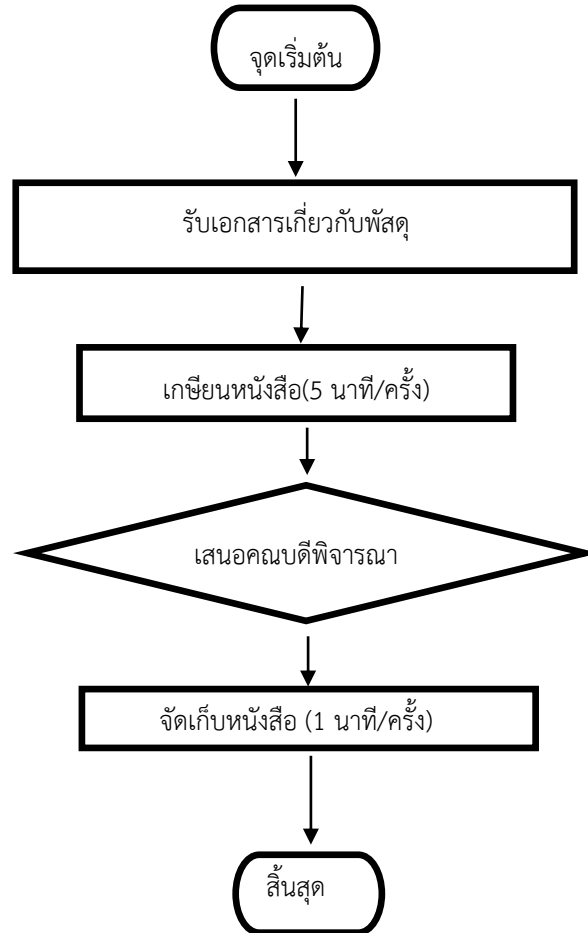 จุดเริ่มต้น
รับเอกสารเกี่ยวกับพัสดุ
เกษียนหนังสือ(5 นาที/ครั้ง)
เสนอคณบดีพิจารณา
จัดเก็บหนังสือ (1 นาที/ครั้ง)
สิ้นสุด